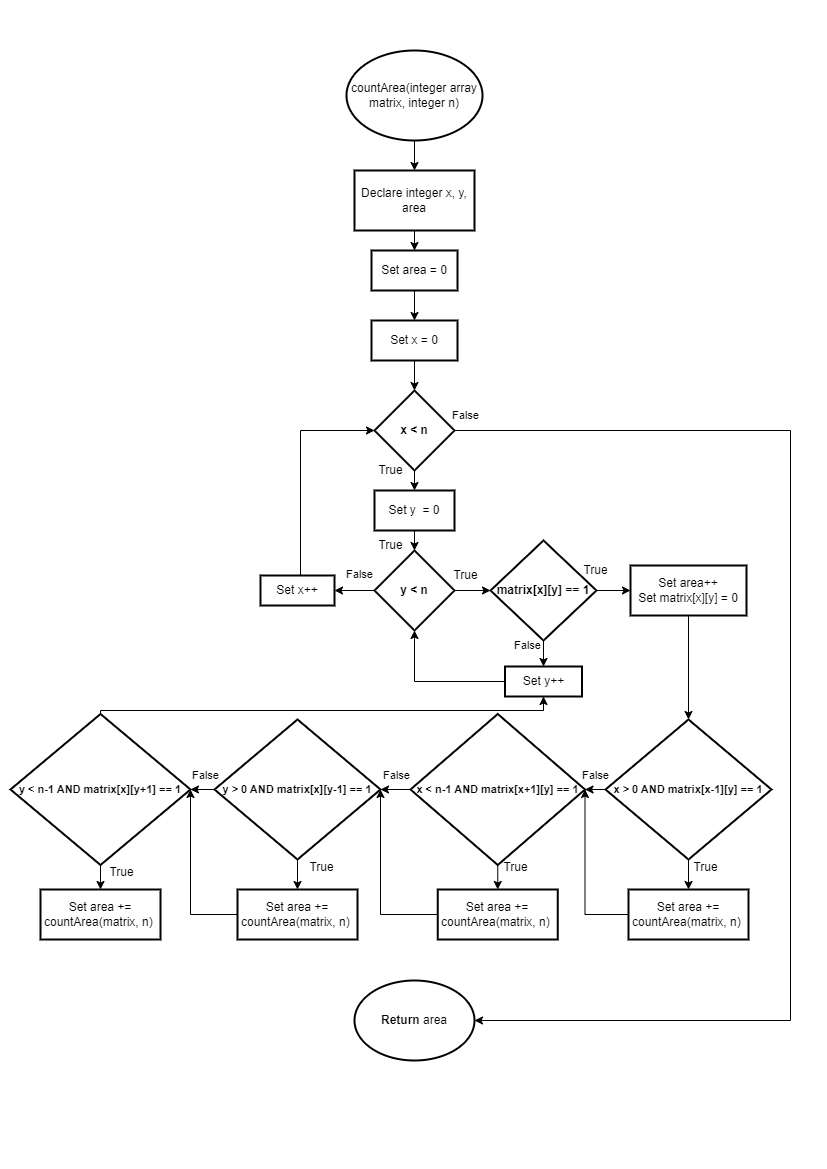 countArea(integer array
matrix, integer n)
Declare integer x, y,
area
Set area = 0
Set x = 0
x < n
False
True
Set y  = 0
True
Set x++
False
y < n
True
matrix[x][y] == 1
True
Set area++
Set matrix[x][y] = 0
False
Set y++
y < n-1 AND matrix[x][y+1] == 1
False
y > 0 AND matrix[x][y-1] == 1
False
x < n-1 AND matrix[x+1][y] == 1
False
x > 0 AND matrix[x-1][y] == 1
True
True
True
True
Set area +=
countArea(matrix, n)
Set area +=
countArea(matrix, n)
Set area +=
countArea(matrix, n)
Set area +=
countArea(matrix, n)
Return area